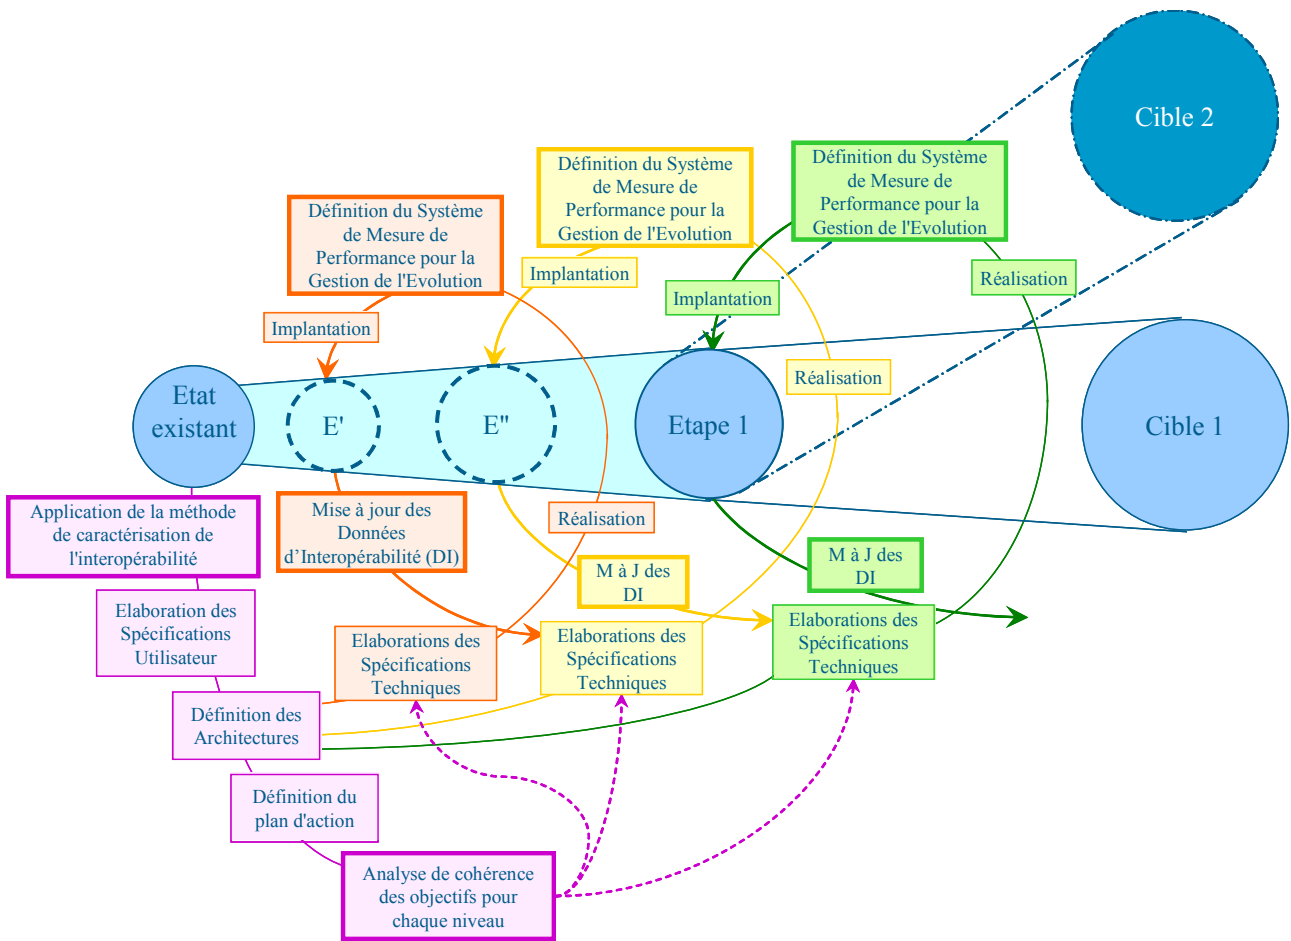 Cible 2
Définition du Système
de Mesure de
Performance pour la
Gestion de l'Evolution
Définition du Système
de Mesure de
Performance pour la
Gestion de l'Evolution
Définition du Système
de Mesure de
Performance pour la
Gestion de l'Evolution
Implantation
Implantation
Implantation
Réalisation
Réalisation
Etat
existant
E'
E''
Etape 1
Cible 1
Application de la méthode
de caractérisation de
l'interopérabilité
Mise à jour des
Données
d’Interopérabilité (DI)
Réalisation
M à J des
DI
M à J des
DI
Elaboration des
Spécifications
Utilisateur
Elaborations des
Spécifications
Techniques
Elaborations des
Spécifications
Techniques
Elaborations des
Spécifications
Techniques
Définition des
Architectures
Définition du
plan d'action
Analyse de cohérence
des objectifs pour
chaque niveau